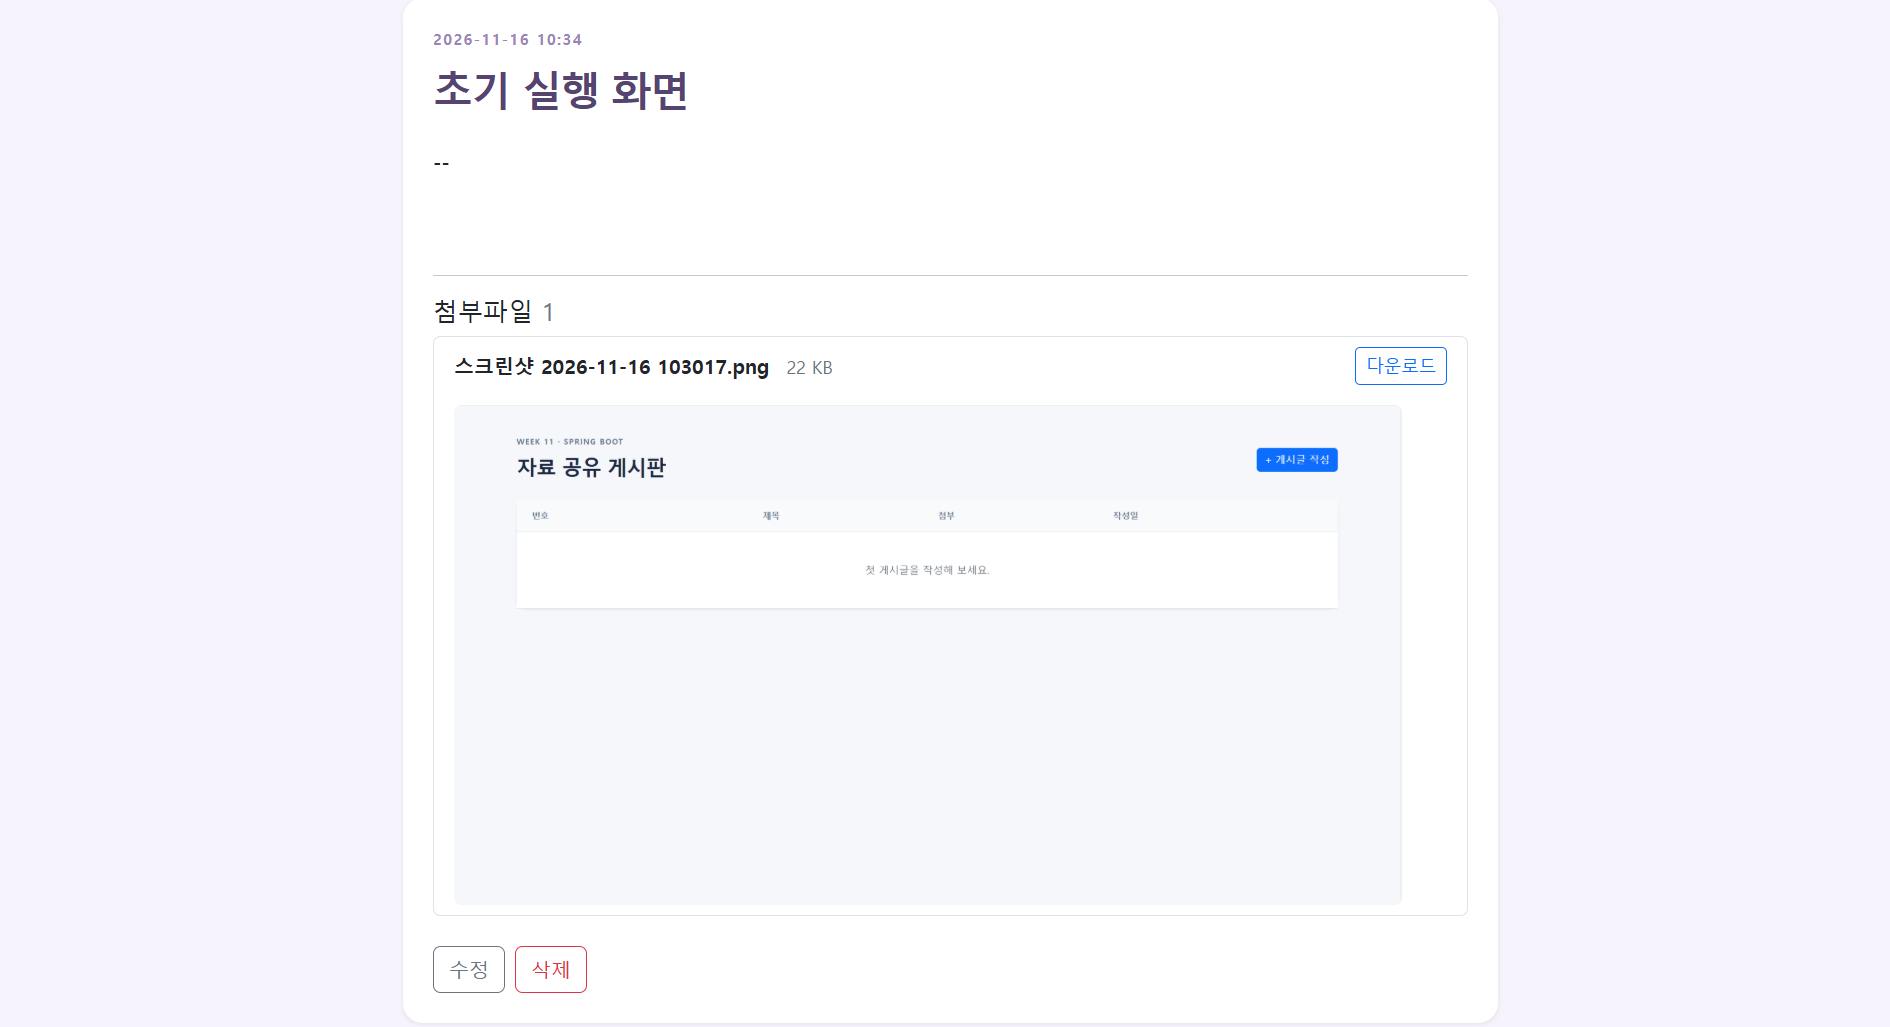 2026-11-16 10:34
초기 실행 화면
--
첨부파일 1
스크린샷 2026-11-16 103017.png 22 KB 다운로드
WEEK 11 · SPRING BOOT
자료 공유 게시판
+ 게시글 작성
번호 제목 첨부 작성일
첫 게시글을 작성해 보세요.
수정 삭제